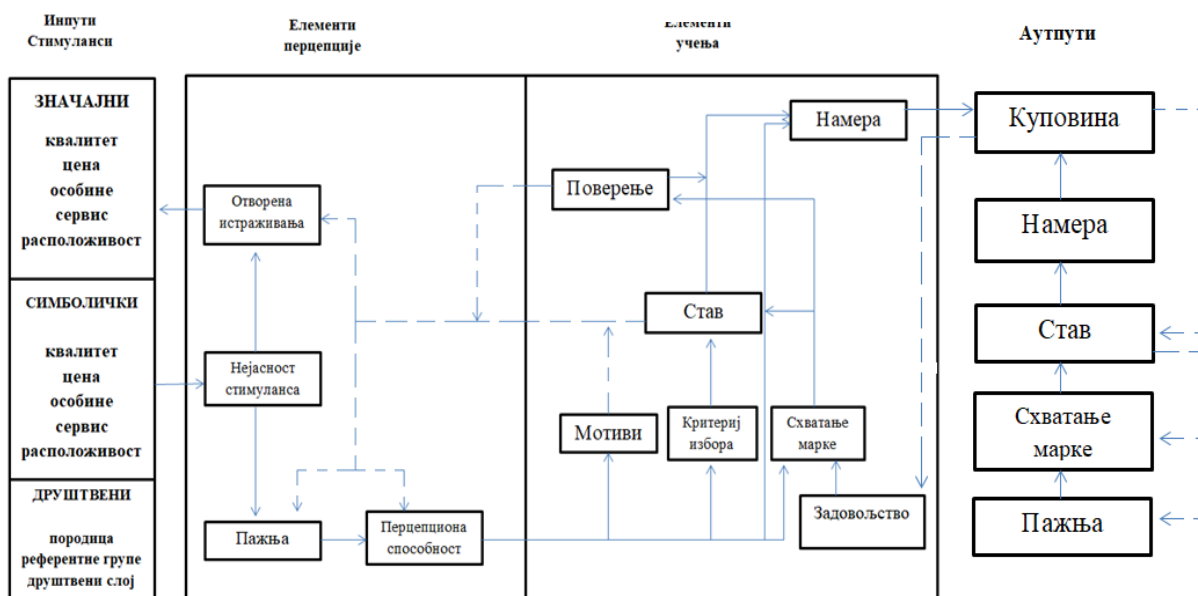 Инпути
Стимуланси
Елементи
перцепције
Елементи
учења
Аутпути
ЗНАЧАЈНИ
квалитет
цена
особине
сервис
расположивост
СИМБОЛИЧКИ
квалитет
цена
особине
сервис
расположивост
ДРУШТВЕНИ
породица
референтне групе
друштвени слој
Отворена
истраживања
Нејасност
стимуланса
Пажња
Перцепциона
способност
Намера
Поверење
Став
Мотиви
Критериј
избора
Схватање
марке
Задовољство
Куповина
Намера
Став
Схватање
марке
Пажња